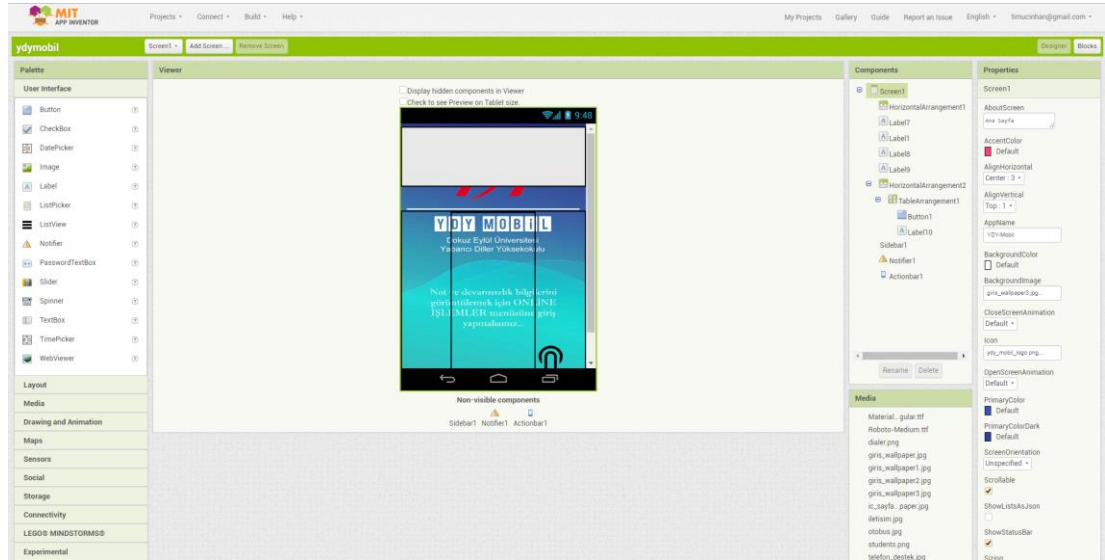 MIT
APP INVENTOR
Projects
Connect
Build
Help
My Projects
Gallery
Guide
Report an Issue
English
timucinhan@gmail.com
ydymobil
Screen1
Add Screen ...
Remove Screen
Designer
Blocks
Palette
User Interface
Button
CheckBox
DatePicker
Image
Label
ListPicker
ListView
Notifier
PasswordTextBox
Slider
Spinner
TextBox
TimePicker
WebViewer
Layout
Media
Drawing and Animation
Maps
Sensors
Social
Storage
Connectivity
LEGO® MINDSTORMS®
Experimental
Viewer
Display hidden components in Viewer
Check to see Preview on Tablet size.
9:48
YDY MOBiL
Dokuz Eylül Üniversitesi
Yabancı Diller Yüksekokulu
Not ve devamsızlık bilgilerini
görüntülemek için ONLINE
İŞLEMLER menüsüne giriş
yapmalısınız...
Non-visible components
Sidebar1 Notifier1 Actionbar1
Components
Screen1
HorizontalArrangement1
Label7
Label1
Label8
Label9
HorizontalArrangement2
TableArrangement1
Button1
Label10
Sidebar1
Notifier1
Actionbar1
Rename
Delete
Media
Material...gular.ttf
Roboto-Medium.ttf
dialer.png
giris_wallpaper.jpg
giris_wallpaper1.jpg
giris_wallpaper2.jpg
giris_wallpaper3.jpg
ic_sayfa...paper.jpg
iletisim.jpg
otobus.jpg
students.png
telefon_destek.jpg
Properties
Screen1
AboutScreen
Ana Sayfa
AccentColor
Default
AlignHorizontal
Center : 3
AlignVertical
Top : 1
AppName
YDY-Mobil
BackgroundColor
Default
BackgroundImage
giris_wallpaper3.jpg...
CloseScreenAnimation
Default
Icon
ydy_mobil_logo.png...
OpenScreenAnimation
Default
PrimaryColor
Default
PrimaryColorDark
Default
ScreenOrientation
Unspecified
Scrollable
ShowListsAsJson
ShowStatusBar
Sizing